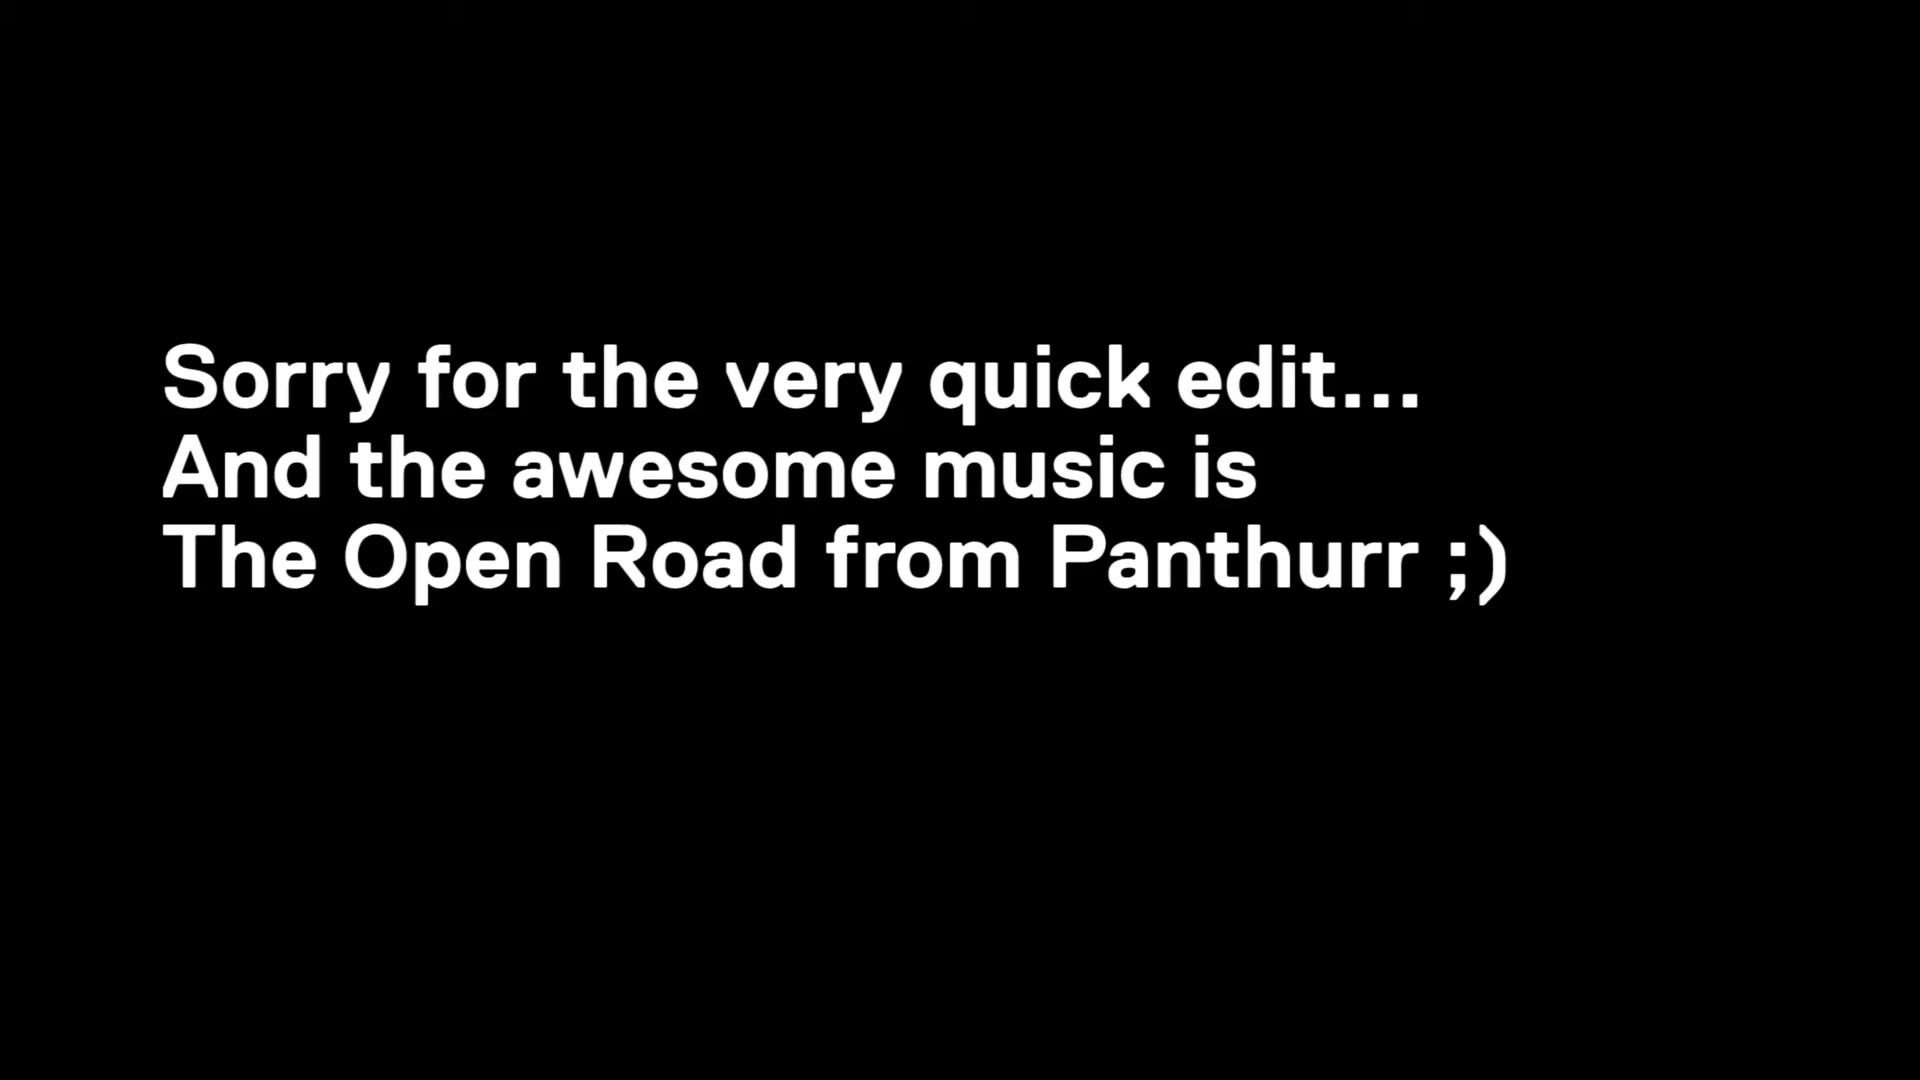 Sorry for the very quick edit...
And the awesome music is
The Open Road from Panthurr ;)